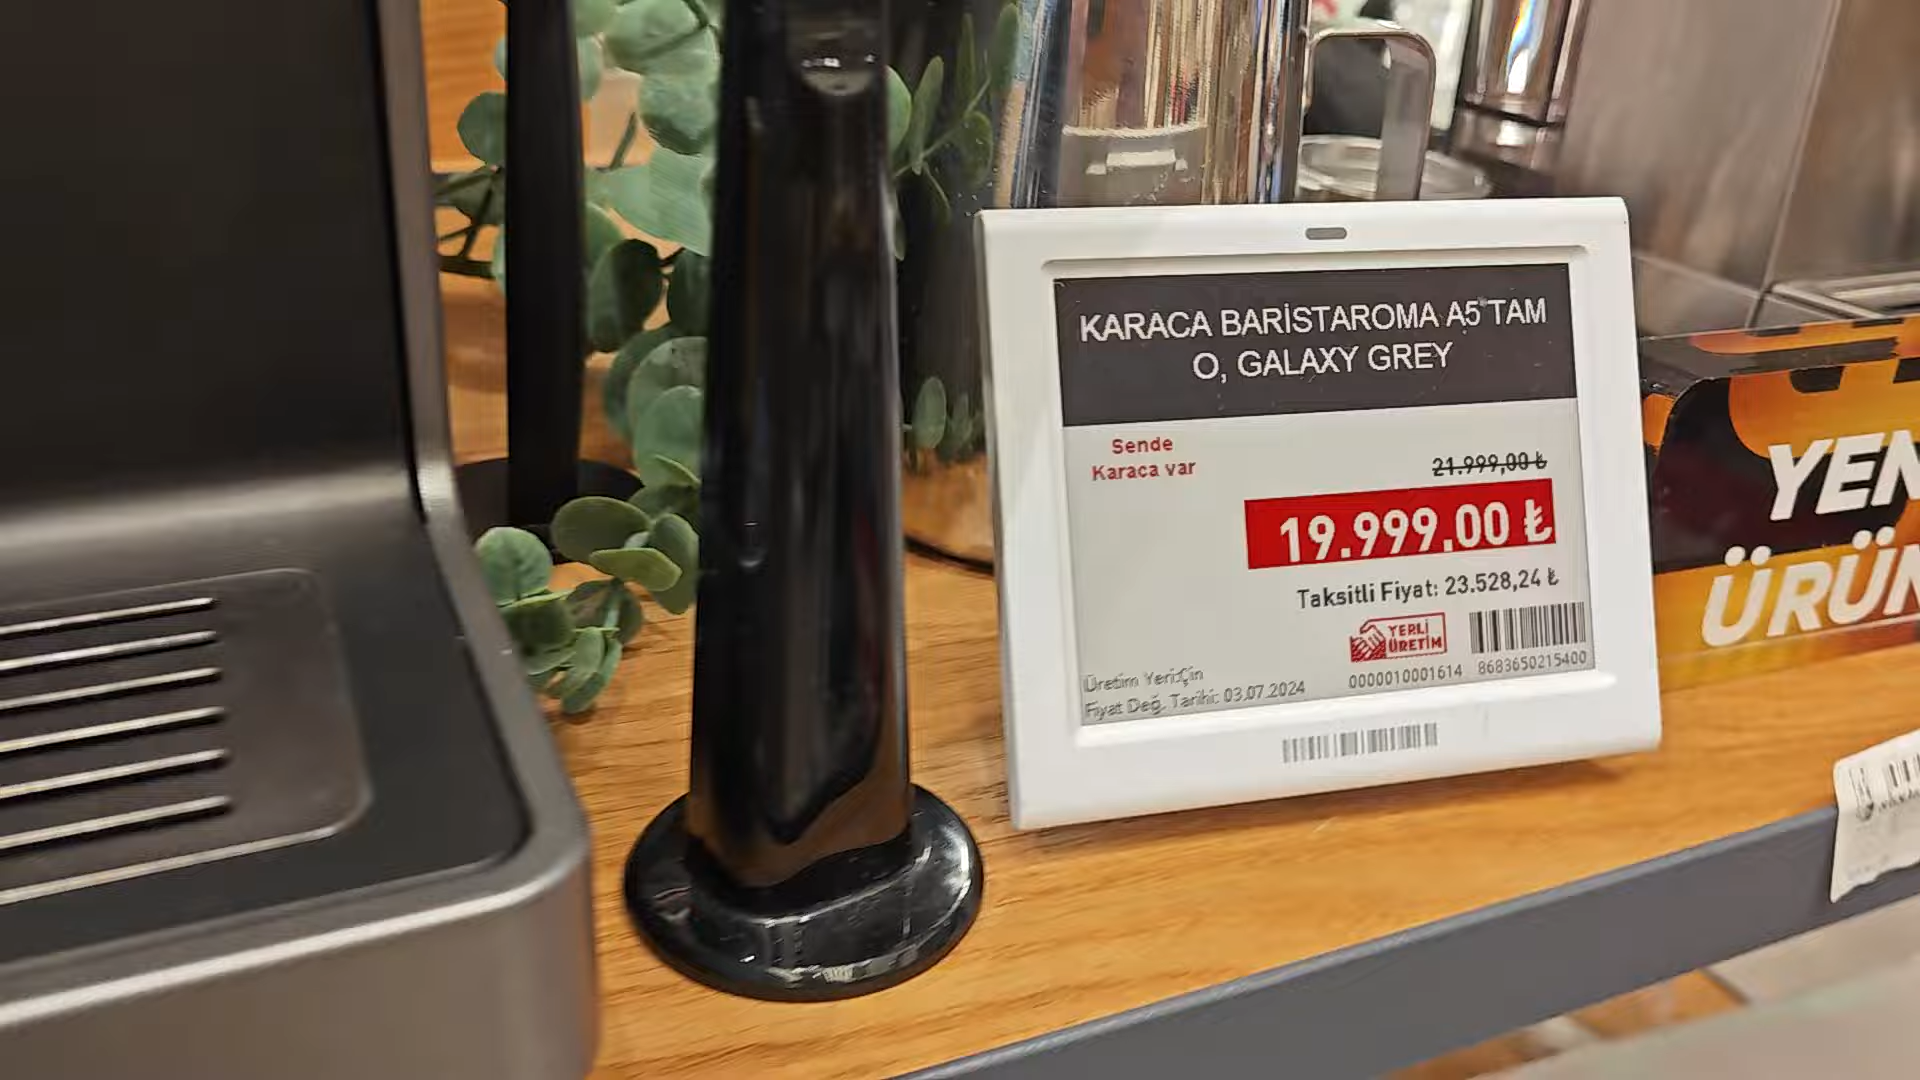 KARACA BARİSTAROMA A5 TAM
O, GALAXY GREY
Sende
Karaca var
21.999,00 ₺
19.999,00 ₺
Taksitli Fiyat: 23.528,24 ₺
YERLİ
ÜRETİM
Üretim Yeri:Çin
Fiyat Değ. Tarihi: 03.07.2024
0000010001614 8683650215400
YEN
ÜRÜN